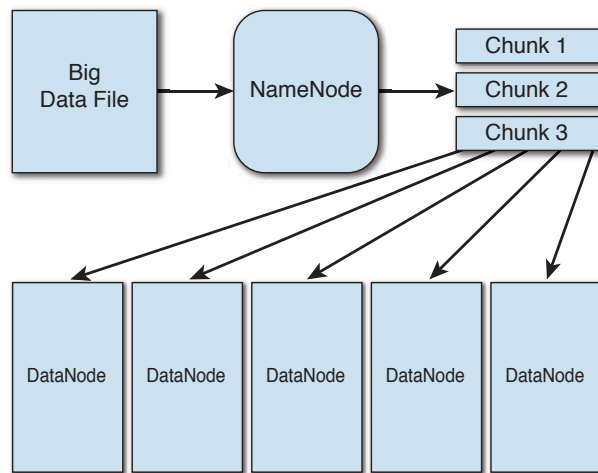 Big
Data File
NameNode
Chunk 1
Chunk 2
Chunk 3
DataNode
DataNode
DataNode
DataNode
DataNode